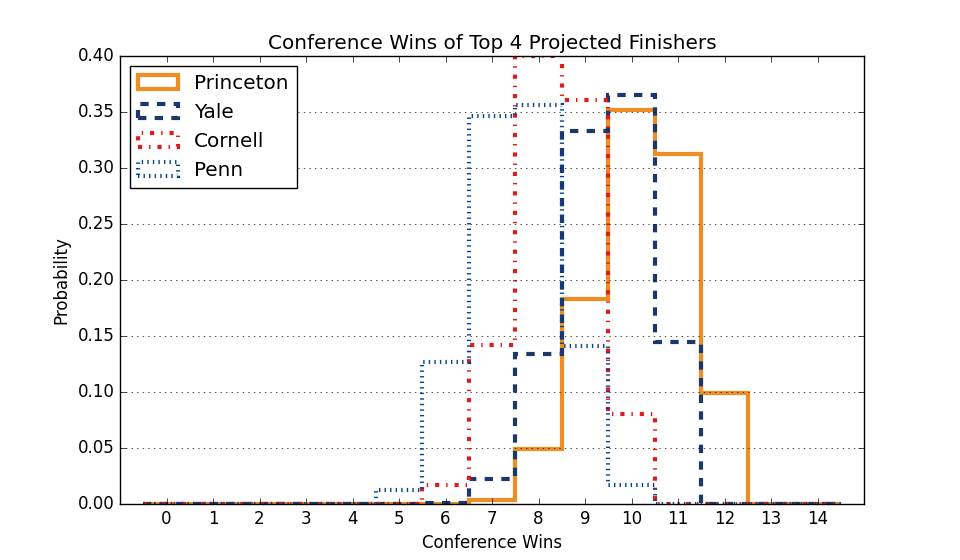 Conference Wins of Top 4 Projected Finishers
0.40
0.35
0.30
0.25
0.20
0.15
0.10
0.05
0.00
Probability
Princeton
Yale
Cornell
Penn
0 1 2 3 4 5 6 7 8 9 10 11 12 13 14
Conference Wins